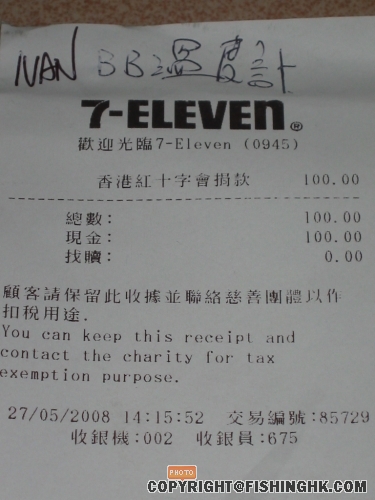 IVAN BB溫度計
7-ELEVEN®
歡迎光臨7-Eleven (0945)
香港紅十字會捐款 100.00
總數: 100.00
現金: 100.00
找贖: 0.00
顧客請保留此收據並聯絡慈善團體以作
扣稅用途.
You can keep this receipt and
contact the charity for tax
exemption purpose.
27/05/2008 14:15:52 交易編號:85729
收銀機:002 收銀員:675
PHOTO
COPYRIGHT@FISHINGHK.COM